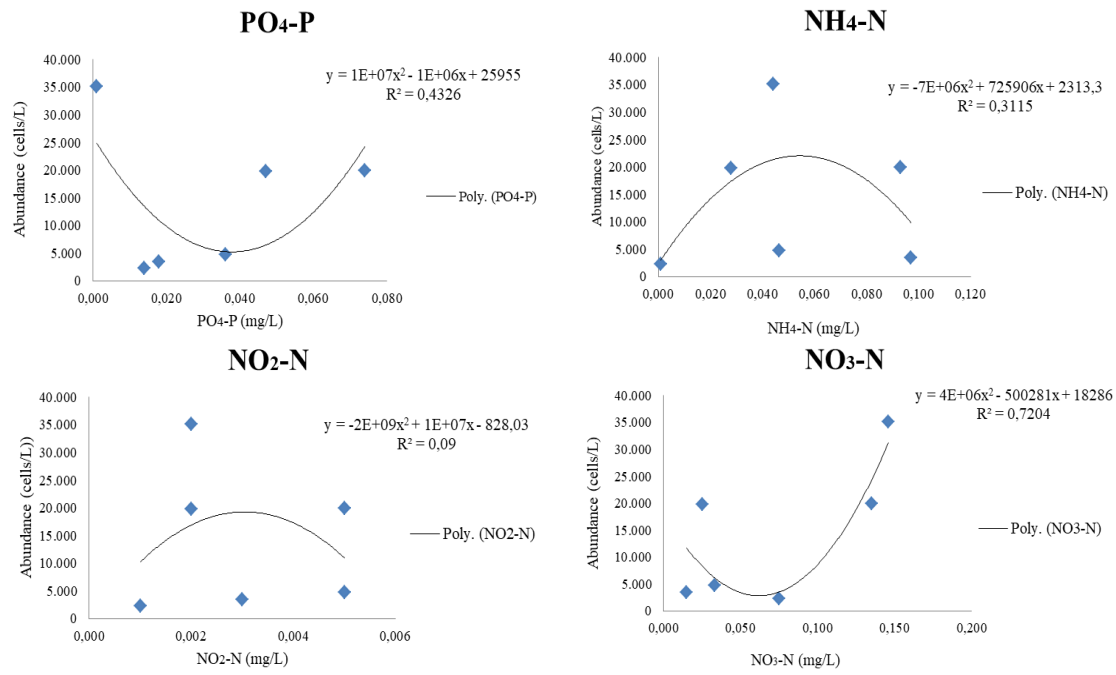 PO4-P
40.000
35.000
30.000
25.000
20.000
15.000
10.000
5.000
0
0,000 0,020 0,040 0,060 0,080
Abundance (cells/L)
PO4-P (mg/L)
y = 1E+07x² - 1E+06x + 25955
R² = 0,4326
Poly. (PO4-P)
NH4-N
40.000
35.000
30.000
25.000
20.000
15.000
10.000
5.000
0
0,000 0,020 0,040 0,060 0,080 0,100 0,120
Abundance (cells/L)
NH4-N (mg/L)
y = -7E+06x² + 725906x + 2313,3
R² = 0,3115
Poly. (NH4-N)
NO2-N
40.000
35.000
30.000
25.000
20.000
15.000
10.000
5.000
0
0,000 0,002 0,004 0,006
Abundance (cells/L))
NO2-N (mg/L)
y = -2E+09x² + 1E+07x - 828,03
R² = 0,09
Poly. (NO2-N)
NO3-N
40.000
35.000
30.000
25.000
20.000
15.000
10.000
5.000
0
0,000 0,050 0,100 0,150 0,200
Abundance (cells/L)
NO3-N (mg/L)
y = 4E+06x² - 500281x + 18286
R² = 0,7204
Poly. (NO3-N)